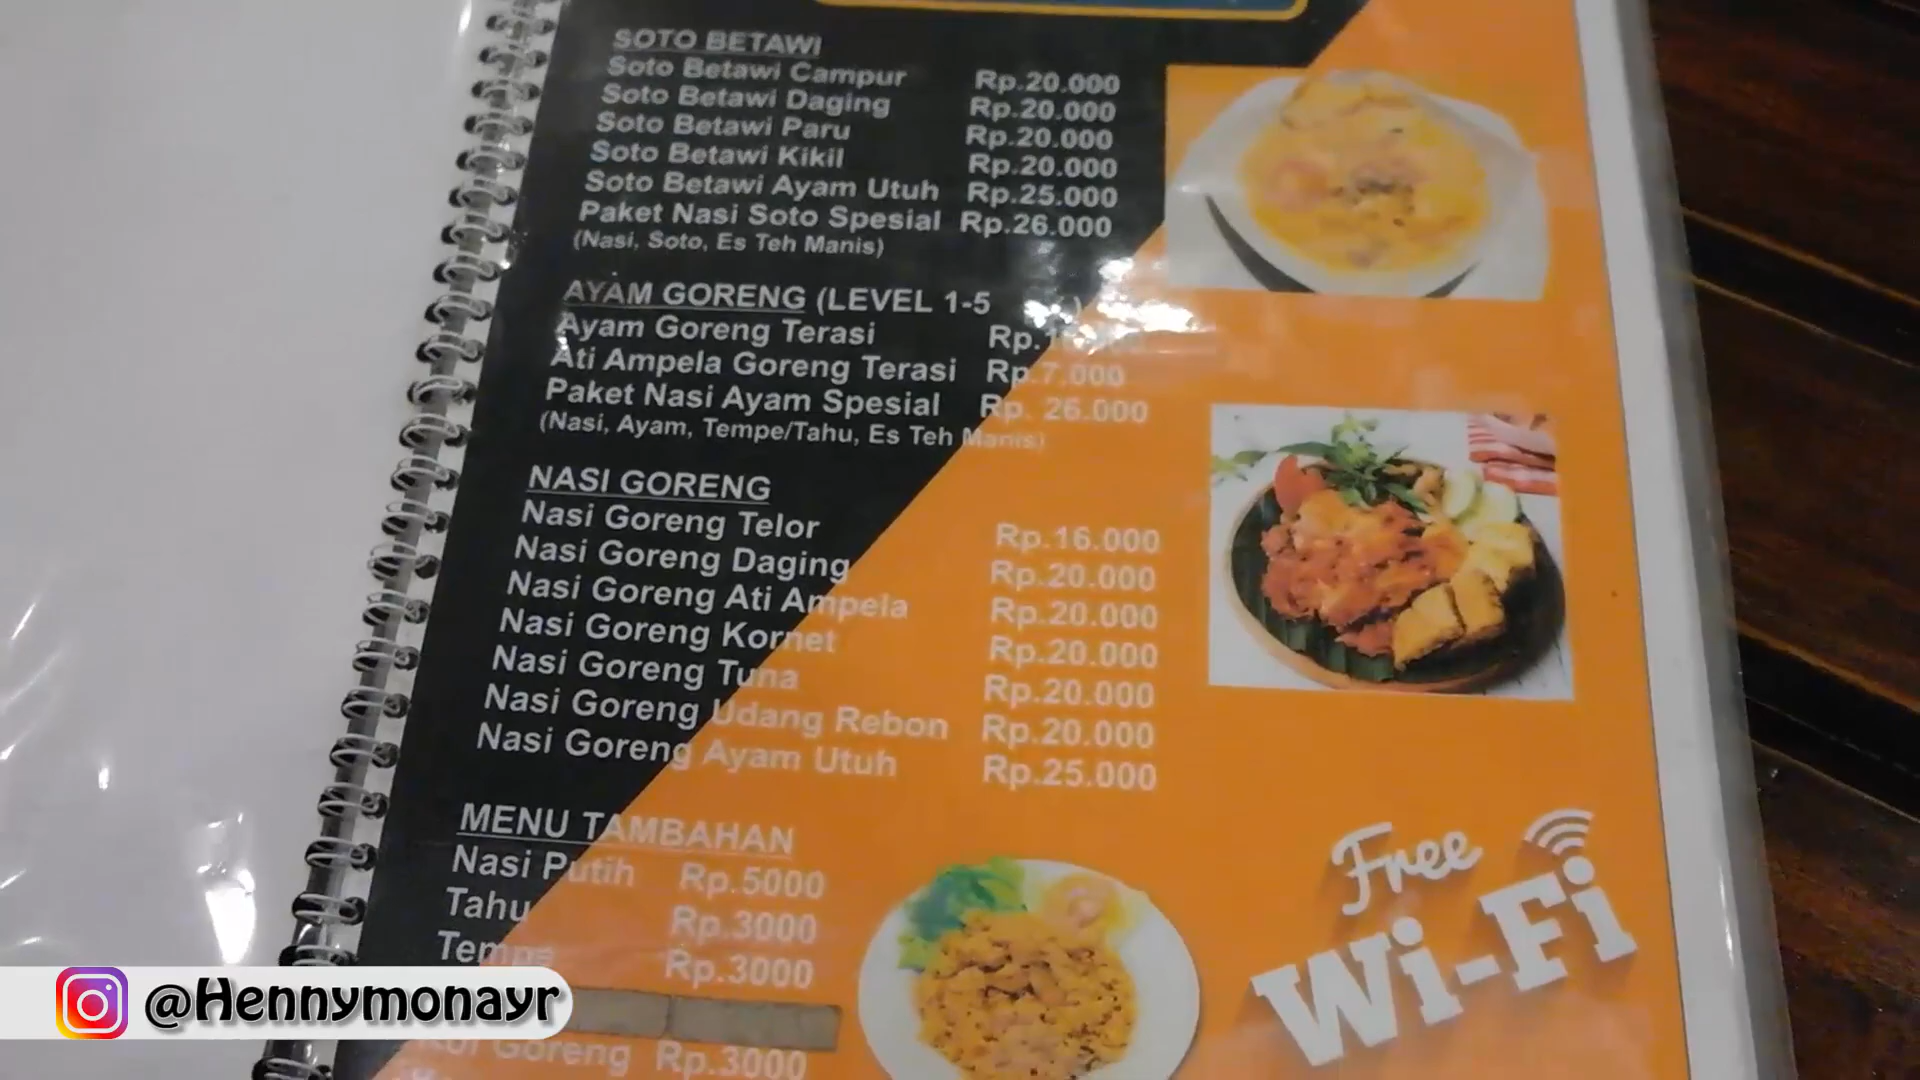 SOTO BETAWI
Soto Betawi Campur Rp.20.000
Soto Betawi Daging Rp.20.000
Soto Betawi Paru Rp.20.000
Soto Betawi Kikil Rp.20.000
Soto Betawi Ayam Utuh Rp.25.000
Paket Nasi Soto Spesial Rp.26.000
(Nasi, Soto, Es Teh Manis)
AYAM GORENG (LEVEL 1-5 )
Ayam Goreng Terasi Rp.
Ati Ampela Goreng Terasi Rp.7.000
Paket Nasi Ayam Spesial Rp. 26.000
(Nasi, Ayam, Tempe/Tahu, Es Teh Manis)
NASI GORENG
Nasi Goreng Telor Rp.16.000
Nasi Goreng Daging Rp.20.000
Nasi Goreng Ati Ampela Rp.20.000
Nasi Goreng Kornet Rp.20.000
Nasi Goreng Tuna Rp.20.000
Nasi Goreng Udang Rebon Rp.20.000
Nasi Goreng Ayam Utuh Rp.25.000
MENU TAMBAHAN
Nasi Putih Rp.5000
Tahu Rp.3000
Tempe Rp.3000
Kol Goreng Rp.3000
Free
Wi-Fi
@Hennymonayr